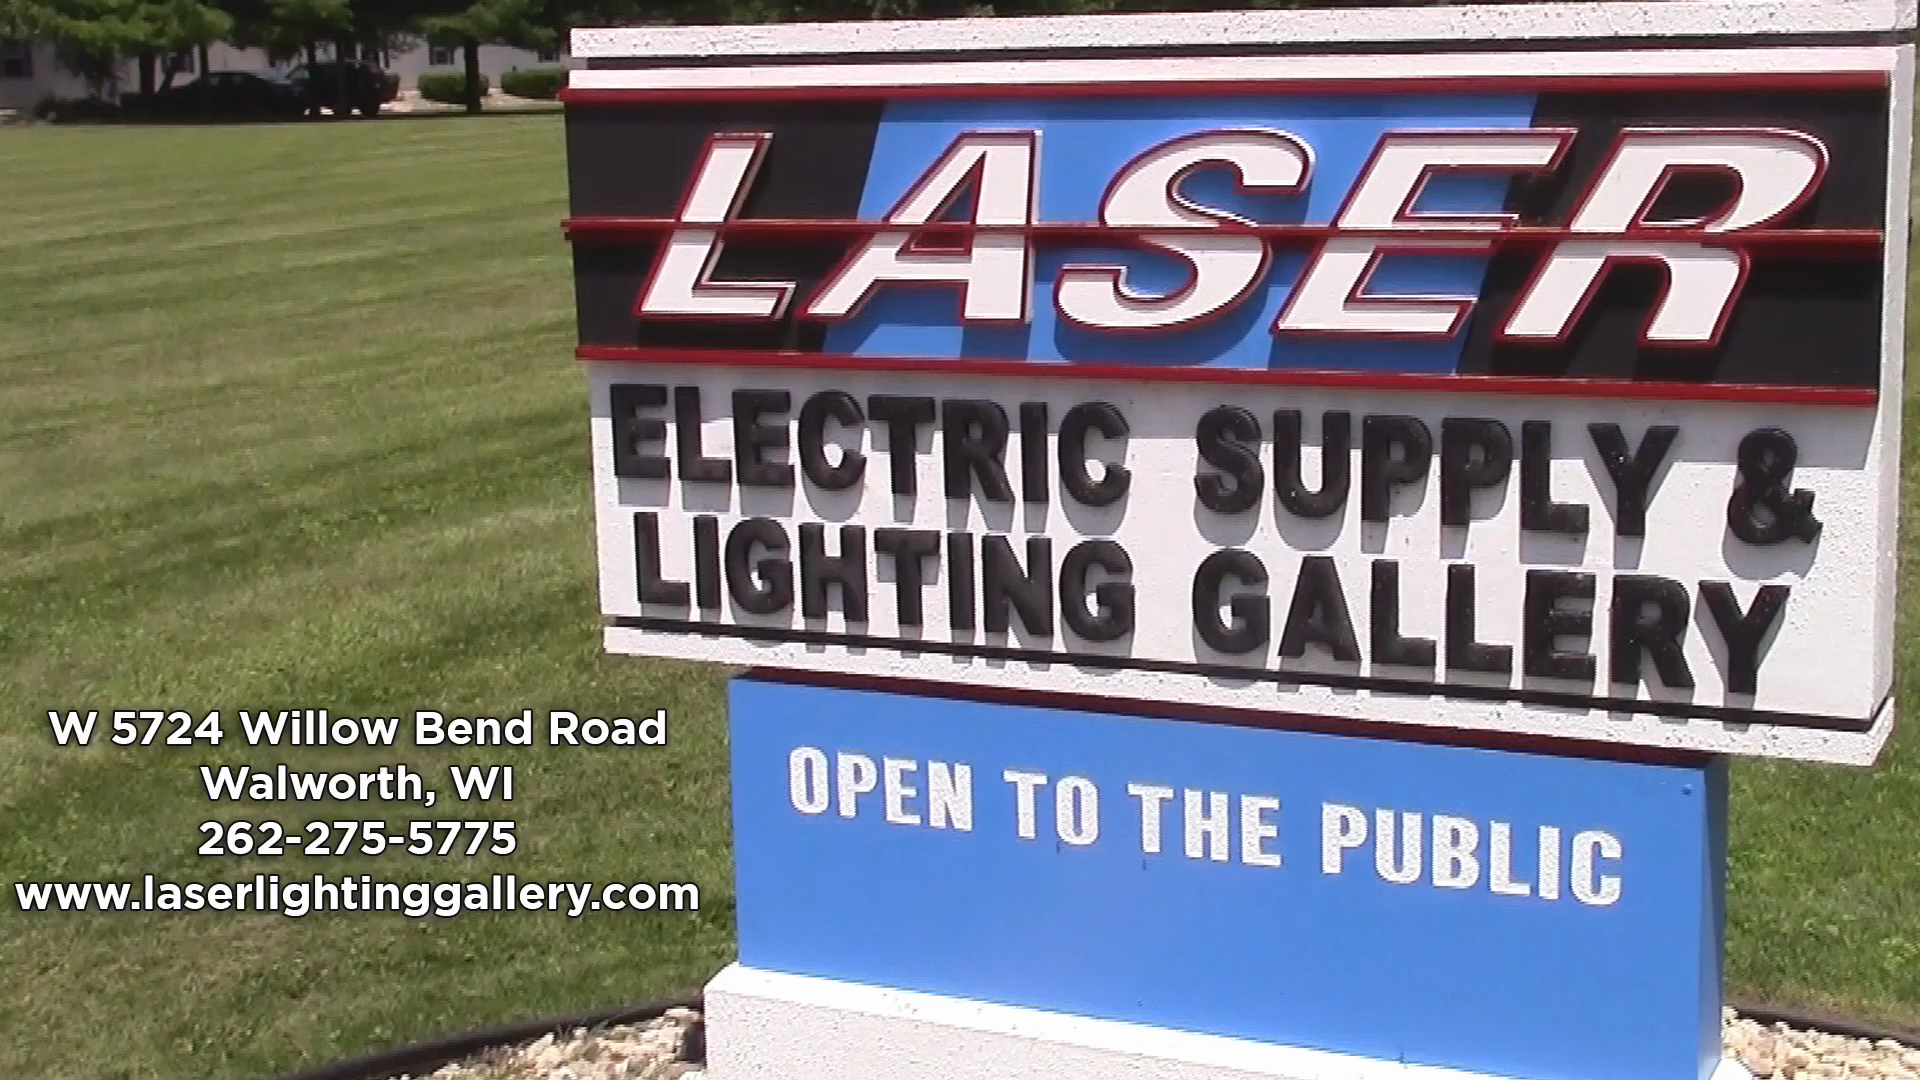 LASER
ELECTRIC SUPPLY &
LIGHTING GALLERY
OPEN TO THE PUBLIC
W 5724 Willow Bend Road
Walworth, WI
262-275-5775
www.laserlightinggallery.com